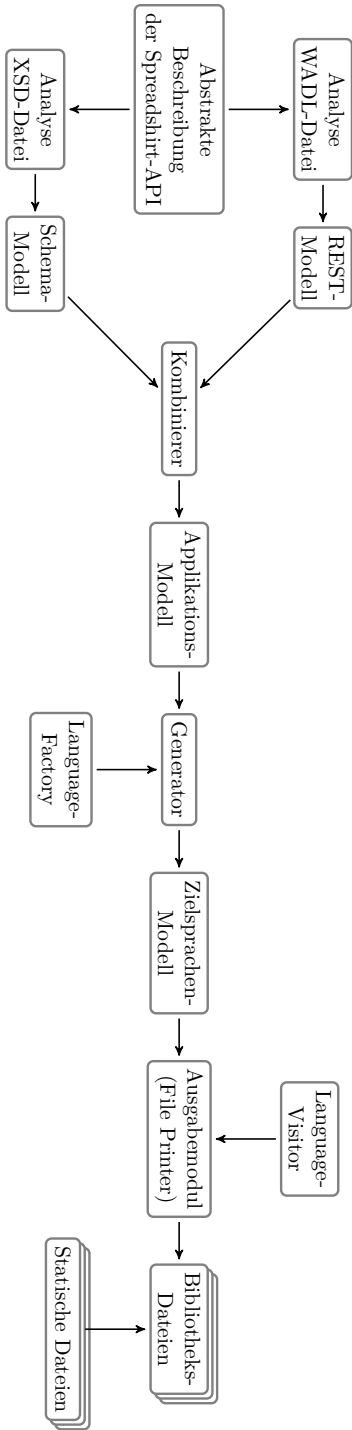 Abstrakte
Beschreibung
der Spreadshirt-API
Analyse
WADL-Datei
REST-
Modell
Analyse
XSD-Datei
Schema-
Modell
Kombinierer
Applikations-
Modell
Generator
Language-
Factory
Zielsprachen-
Modell
Ausgabemodul
(File Printer)
Language-
Visitor
Bibliotheks-
Dateien
Statische Dateien